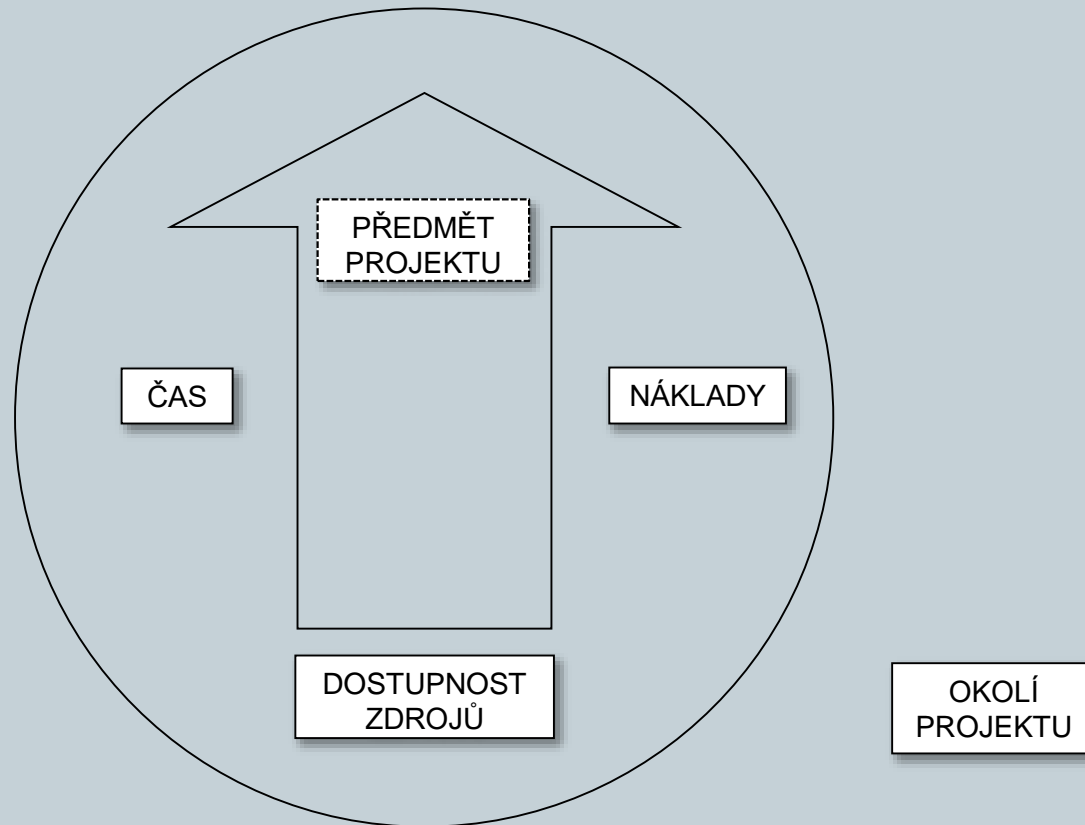 PŘEDMĚT
PROJEKTU
ČAS
NÁKLADY
DOSTUPNOST
ZDROJŮ
OKOLÍ
PROJEKTU